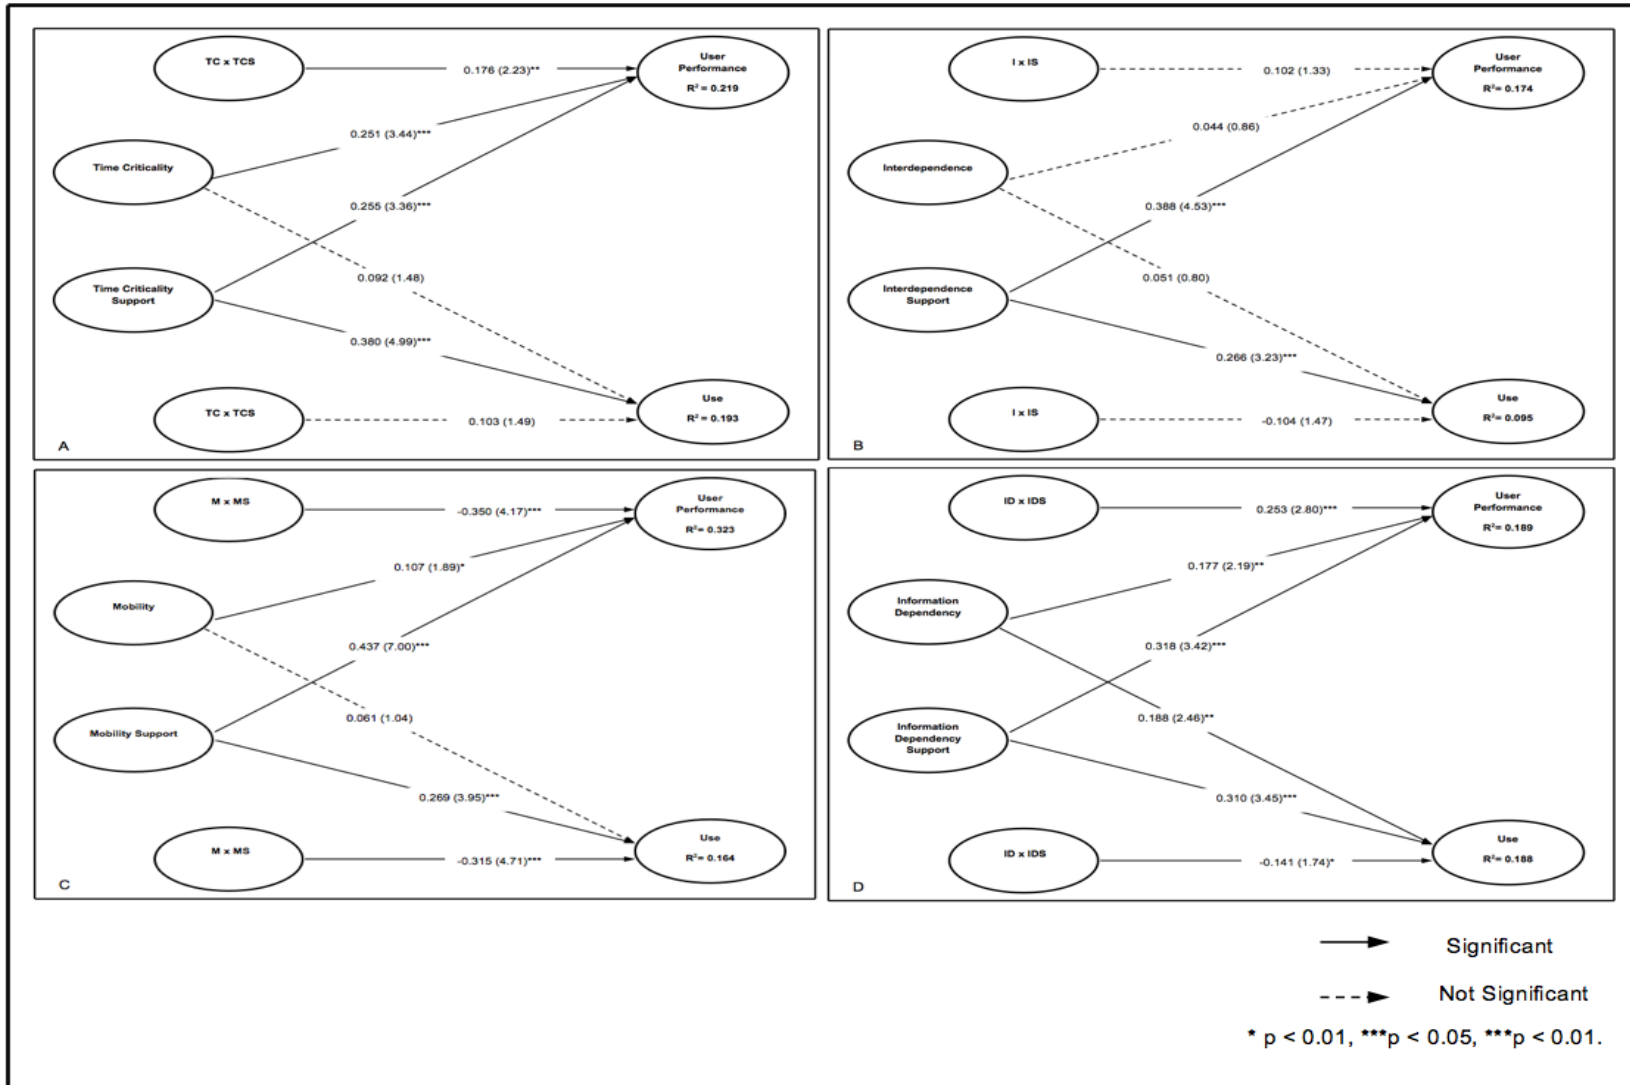 TC x TCS
0.176 (2.23)**
User
Performance
R²= 0.219
0.251 (3.44)***
Time Criticality
0.255 (3.36)***
0.092 (1.48)
Time Criticality
Support
0.380 (4.99)***
Use
R²= 0.193
TC x TCS
0.103 (1.49)
A
I x IS
0.102 (1.33)
User
Performance
R²= 0.174
0.044 (0.86)
Interdependence
0.388 (4.53)***
0.051 (0.80)
Interdependence
Support
0.266 (3.23)***
Use
R²= 0.095
I x IS
-0.104 (1.47)
B
M x MS
-0.350 (4.17)***
User
Performance
R²= 0.323
0.107 (1.89)*
Mobility
0.437 (7.00)***
0.061 (1.04)
Mobility Support
0.269 (3.95)***
Use
R²= 0.164
M x MS
-0.315 (4.71)***
C
ID x IDS
0.253 (2.80)***
User
Performance
R²= 0.189
0.177 (2.19)**
Information
Dependency
0.318 (3.42)***
0.188 (2.46)**
Information
Dependency
Support
0.310 (3.45)***
Use
R²= 0.188
ID x IDS
-0.141 (1.74)*
D
Significant
Not Significant
* p < 0.01, ***p < 0.05, ***p < 0.01.